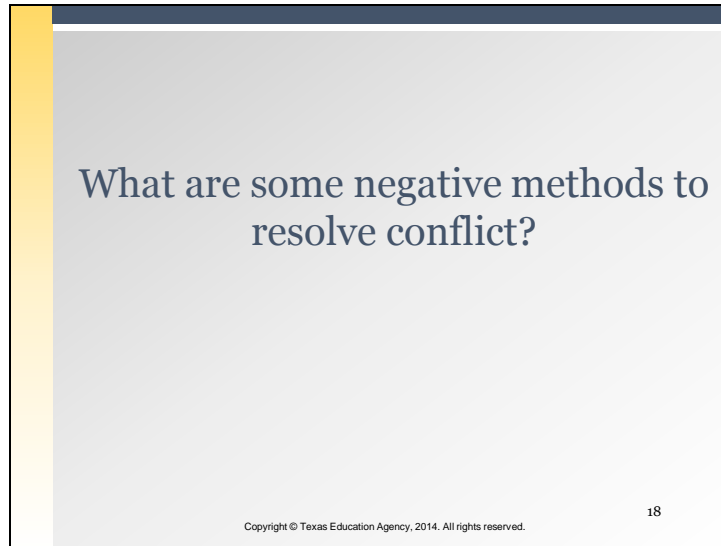 What are some negative methods to
resolve conflict?
18
Copyright © Texas Education Agency, 2014. All rights reserved.